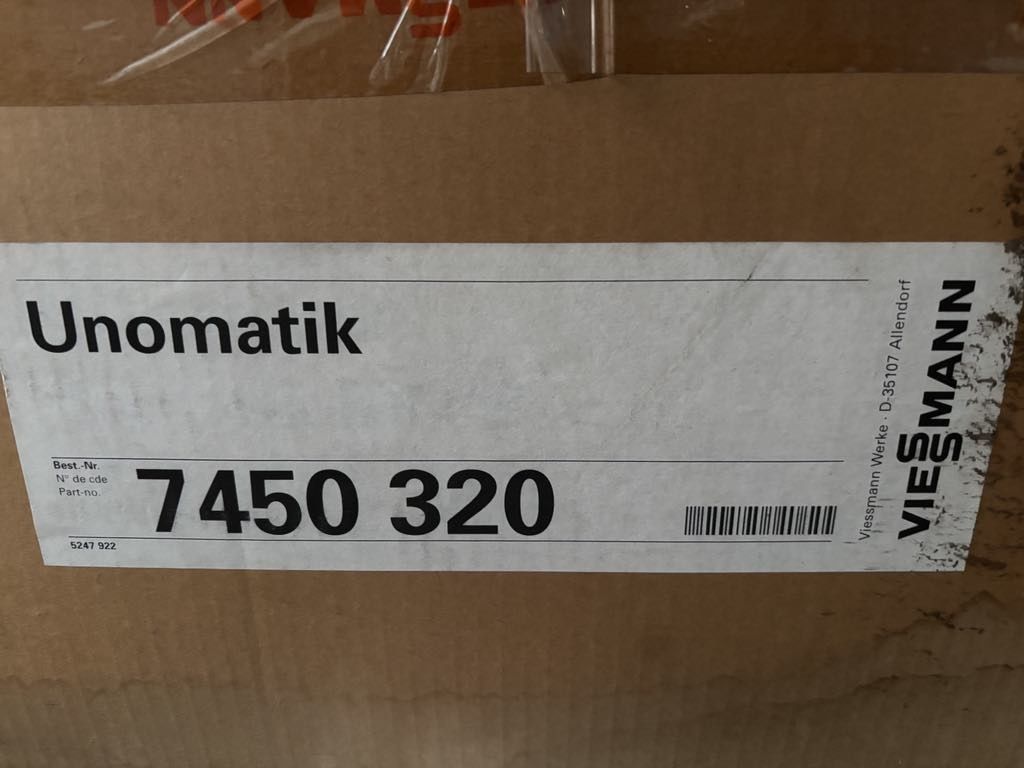 Unomatik
Best.-Nr.
N° de cde
Part-no.
7450 320
5247 922
Viessmann Werke · D-35107 Allendorf
VIESSMANN